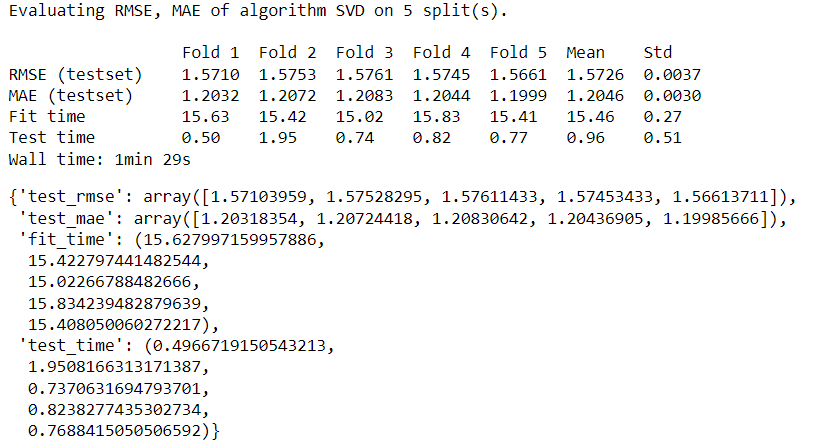 Evaluating RMSE, MAE of algorithm SVD on 5 split(s).
Fold 1 Fold 2 Fold 3 Fold 4 Fold 5 Mean Std
RMSE (testset) 1.5710 1.5753 1.5761 1.5745 1.5661 1.5726 0.0037
MAE (testset) 1.2032 1.2072 1.2083 1.2044 1.1999 1.2046 0.0030
Fit time 15.63 15.42 15.02 15.83 15.41 15.46 0.27
Test time 0.50 1.95 0.74 0.82 0.77 0.96 0.51
Wall time: 1min 29s
{'test_rmse': array([1.57103959, 1.57528295, 1.57611433, 1.57453433, 1.56613711]),
'test_mae': array([1.20318354, 1.20724418, 1.20830642, 1.20436905, 1.19985666]),
'fit_time': (15.627997159957886,
15.422797441482544,
15.02266788482666,
15.834239482879639,
15.408050060272217),
'test_time': (0.4966719150543213,
1.9508166313171387,
0.7370631694793701,
0.8238277435302734,
0.7688415050506592)}